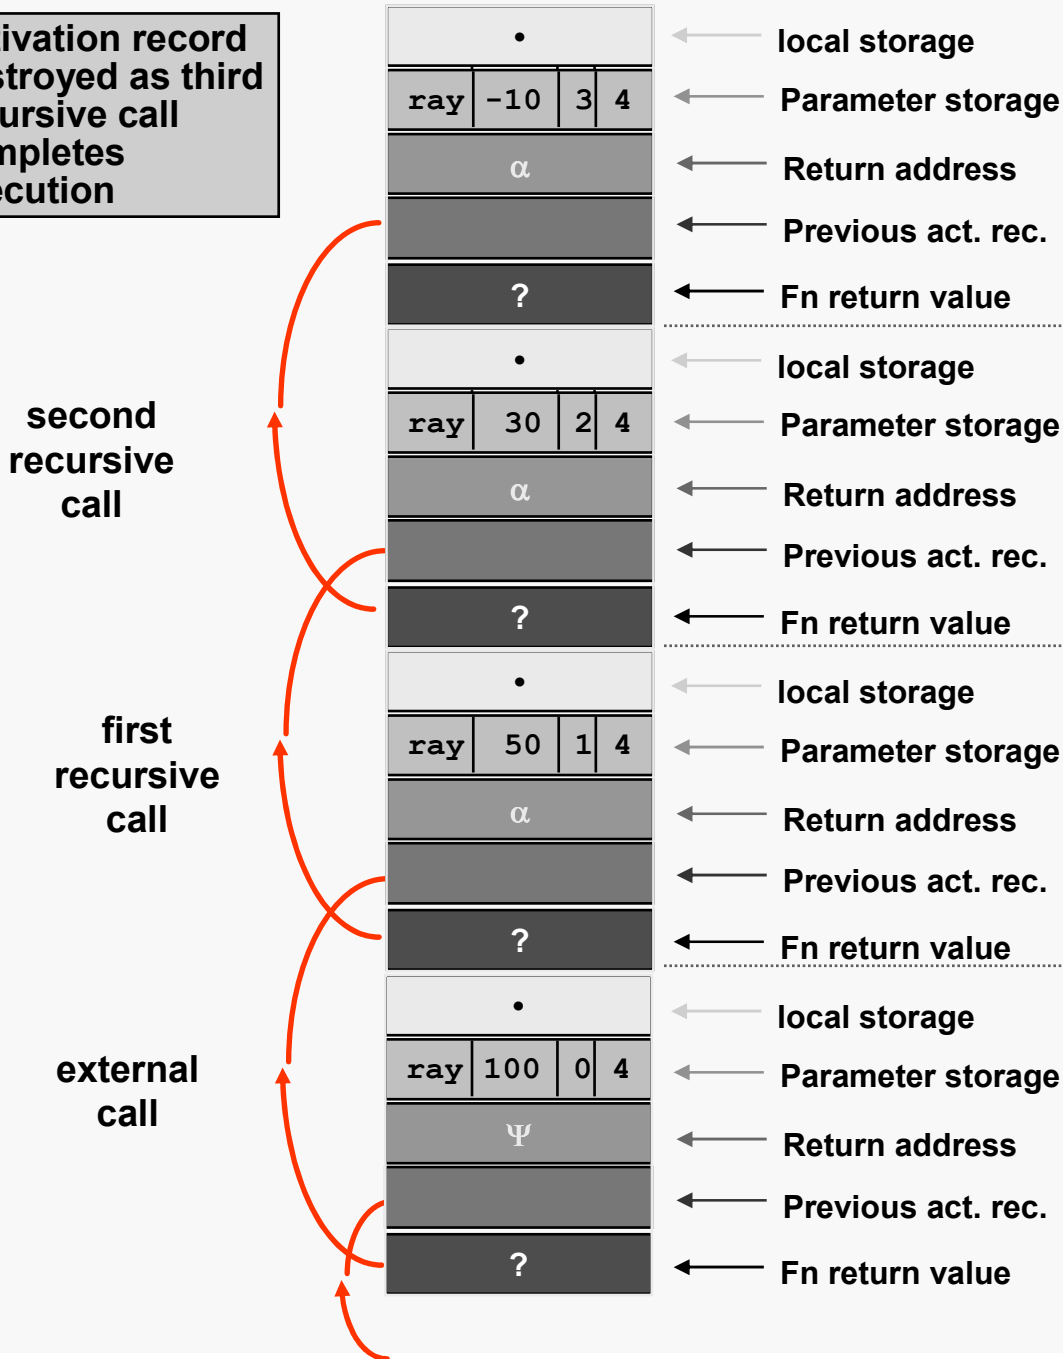 tivation record
stroyed as third
ursive call
mpletes
ecution
•
local storage
ray -10 3 4
Parameter storage
α
Return address
Previous act. rec.
?
Fn return value
second
recursive
call
•
local storage
ray 30 2 4
Parameter storage
α
Return address
Previous act. rec.
?
Fn return value
first
recursive
call
•
local storage
ray 50 1 4
Parameter storage
α
Return address
Previous act. rec.
?
Fn return value
external
call
•
local storage
ray 100 0 4
Parameter storage
Ψ
Return address
Previous act. rec.
?
Fn return value